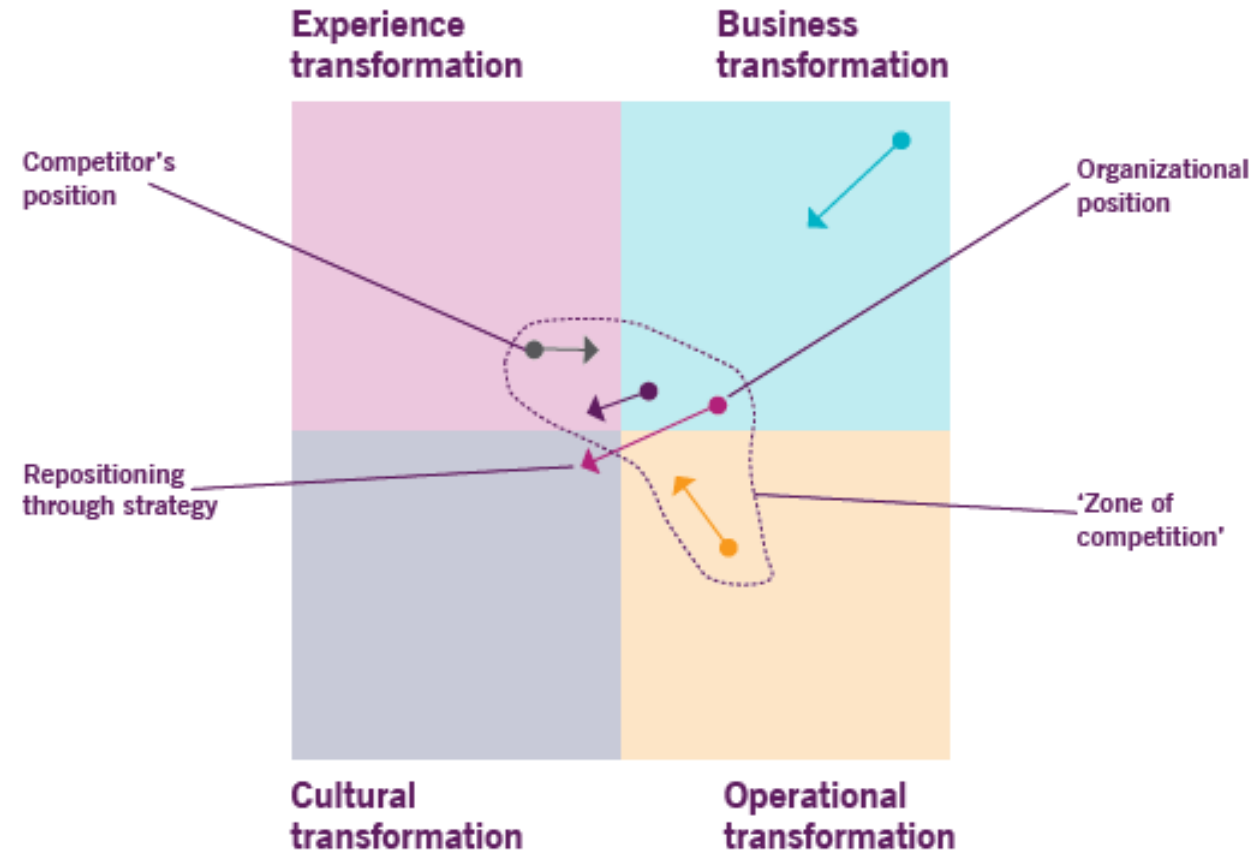 Experience
transformation
Business
transformation
Competitor's
position
Organizational
position
Repositioning
through strategy
‘Zone of
competition’
Cultural
transformation
Operational
transformation